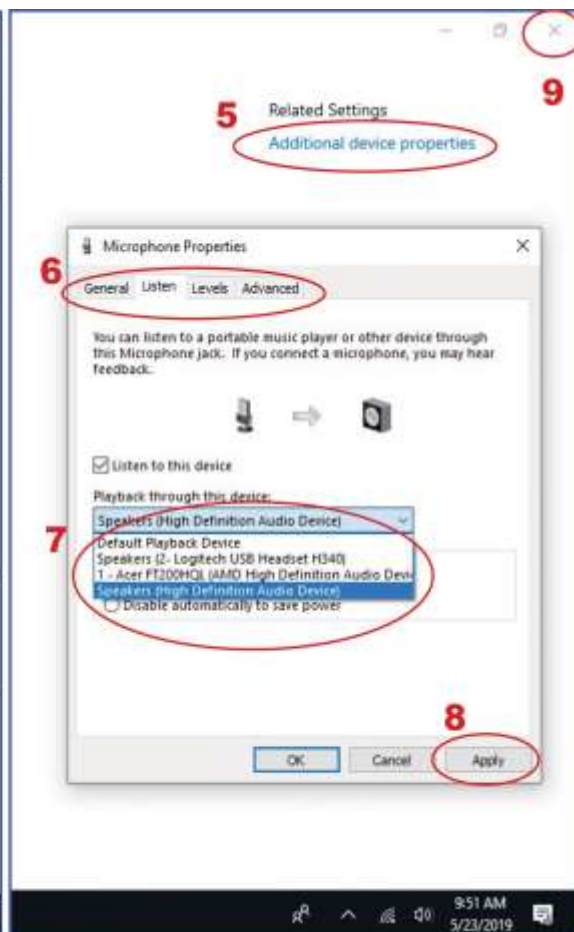 9
5
Related Settings
Additional device properties
Microphone Properties
6
General Listen Levels Advanced
You can listen to a portable music player or other device through
this Microphone jack. If you connect a microphone, you may hear
feedback.
Listen to this device
Playback through this device:
7
Speakers (High Definition Audio Device)
Default Playback Device
Speakers (2- Logitech USB Headset H340)
1 - Acer FT200HQL (AMD High Definition Audio Devi
Speakers (High Definition Audio Device)
Disable automatically to save power
8
OK Cancel Apply
9:51 AM
5/23/2019